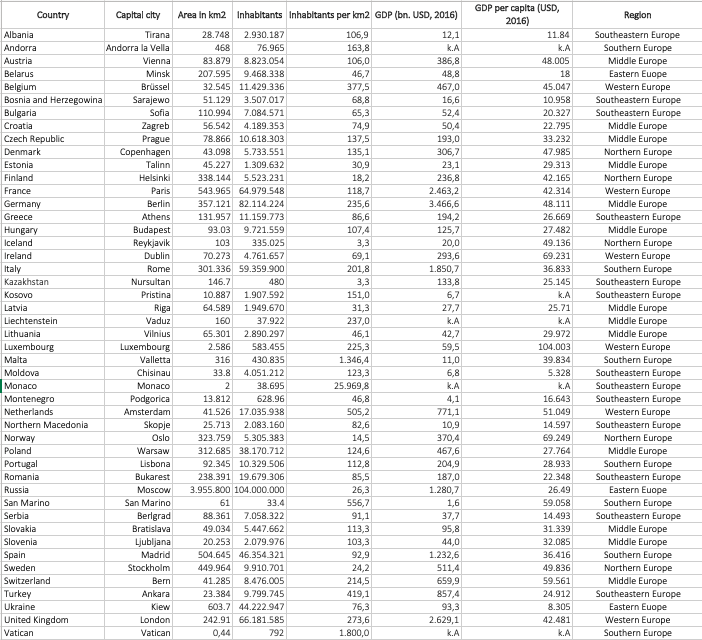 Country Capital city Area in km2 Inhabitants Inhabitants per km2 GDP (bn. USD, 2016) GDP per capita (USD, 2016) Region
Albania Tirana 28.748 2.930.187 106,9 12,1 11.84 Southeastern Europe
Andorra Andorra la Vella 468 76.965 163,8 k.A k.A Southern Europe
Austria Vienna 83.879 8.823.054 106,0 386,8 48.005 Middle Europe
Belarus Minsk 207.595 9.468.338 46,7 48,8 18 Eastern Euope
Belgium Brüssel 32.545 11.429.336 377,5 467,0 45.047 Western Europe
Bosnia and Herzegowina Sarajewo 51.129 3.507.017 68,8 16,6 10.958 Southeastern Europe
Bulgaria Sofia 110.994 7.084.571 65,3 52,4 20.327 Southeastern Europe
Croatia Zagreb 56.542 4.189.353 74,9 50,4 22.795 Middle Europe
Czech Republic Prague 78.866 10.618.303 137,5 193,0 33.232 Middle Europe
Denmark Copenhagen 43.098 5.733.551 135,1 306,7 47.985 Northern Europe
Estonia Talinn 45.227 1.309.632 30,9 23,1 29.313 Middle Europe
Finland Helsinki 338.144 5.523.231 18,2 236,8 42.165 Northern Europe
France Paris 543.965 64.979.548 118,7 2.463,2 42.314 Western Europe
Germany Berlin 357.121 82.114.224 235,6 3.466,6 48.111 Middle Europe
Greece Athens 131.957 11.159.773 86,6 194,2 26.669 Southeastern Europe
Hungary Budapest 93.03 9.721.559 107,4 125,7 27.482 Middle Europe
Iceland Reykjavik 103 335.025 3,3 20,0 49.136 Northern Europe
Ireland Dublin 70.273 4.761.657 69,1 293,6 69.231 Western Europe
Italy Rome 301.336 59.359.900 201,8 1.850,7 36.833 Southern Europe
Kazakhstan Nursultan 146.7 480 3,3 133,8 25.145 Southeastern Europe
Kosovo Pristina 10.887 1.907.592 151,0 6,7 k.A Southeastern Europe
Latvia Riga 64.589 1.949.670 31,3 27,7 25.71 Middle Europe
Liechtenstein Vaduz 160 37.922 237,0 k.A k.A Middle Europe
Lithuania Vilnius 65.301 2.890.297 46,1 42,7 29.972 Middle Europe
Luxembourg Luxembourg 2.586 583.455 225,3 59,5 104.003 Western Europe
Malta Valletta 316 430.835 1.346,4 11,0 39.834 Southern Europe
Moldova Chisinau 33.8 4.051.212 123,3 6,8 5.328 Southeastern Europe
Monaco Monaco 2 38.695 25.969,8 k.A k.A Southeastern Europe
Montenegro Podgorica 13.812 628.96 46,8 4,1 16.643 Southeastern Europe
Netherlands Amsterdam 41.526 17.035.938 505,2 771,1 51.049 Western Europe
Northern Macedonia Skopje 25.713 2.083.160 82,6 10,9 14.597 Southeastern Europe
Norway Oslo 323.759 5.305.383 14,5 370,4 69.249 Northern Europe
Poland Warsaw 312.685 38.170.712 124,6 467,6 27.764 Middle Europe
Portugal Lisbona 92.345 10.329.506 112,8 204,9 28.933 Southern Europe
Romania Bukarest 238.391 19.679.306 85,5 187,0 22.348 Southeastern Europe
Russia Moscow 3.955.800 104.000.000 26,3 1.280,7 26.49 Eastern Euope
San Marino San Marino 61 33.4 556,7 1,6 59.058 Southern Europe
Serbia Berlgrad 88.361 7.058.322 91,1 37,7 14.493 Southeastern Europe
Slovakia Bratislava 49.034 5.447.662 113,3 95,8 31.339 Middle Europe
Slovenia Ljubljana 20.253 2.079.976 103,3 44,0 32.085 Middle Europe
Spain Madrid 504.645 46.354.321 92,9 1.232,6 36.416 Southern Europe
Sweden Stockholm 449.964 9.910.701 24,2 511,4 49.836 Northern Europe
Switzerland Bern 41.285 8.476.005 214,5 659,9 59.561 Middle Europe
Turkey Ankara 23.384 9.799.745 419,1 857,4 24.912 Southeastern Europe
Ukraine Kiew 603.7 44.222.947 76,3 93,3 8.305 Eastern Europe
United Kingdom London 242.91 66.181.585 273,6 2.629,1 42.481 Western Europe
Vatican Vatican 0,44 792 1.800,0 k.A k.A Southern Europe